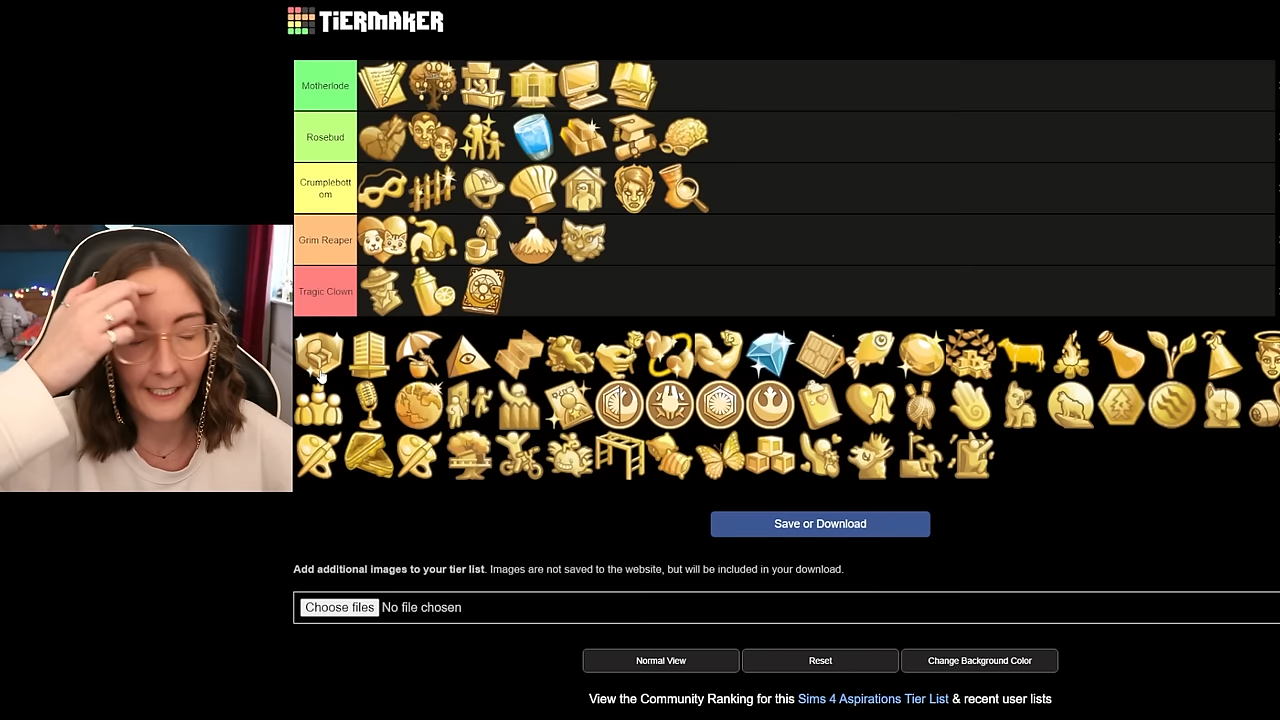 TiERMAKER
Motherlode
Rosebud
Crumplebott
om
Grim Reaper
Tragic Clown
Save or Download
Add additional images to your tier list. Images are not saved to the website, but will be included in your download.
Choose files No file chosen
Normal View Reset Change Background Color
View the Community Ranking for this Sims 4 Aspirations Tier List & recent user lists